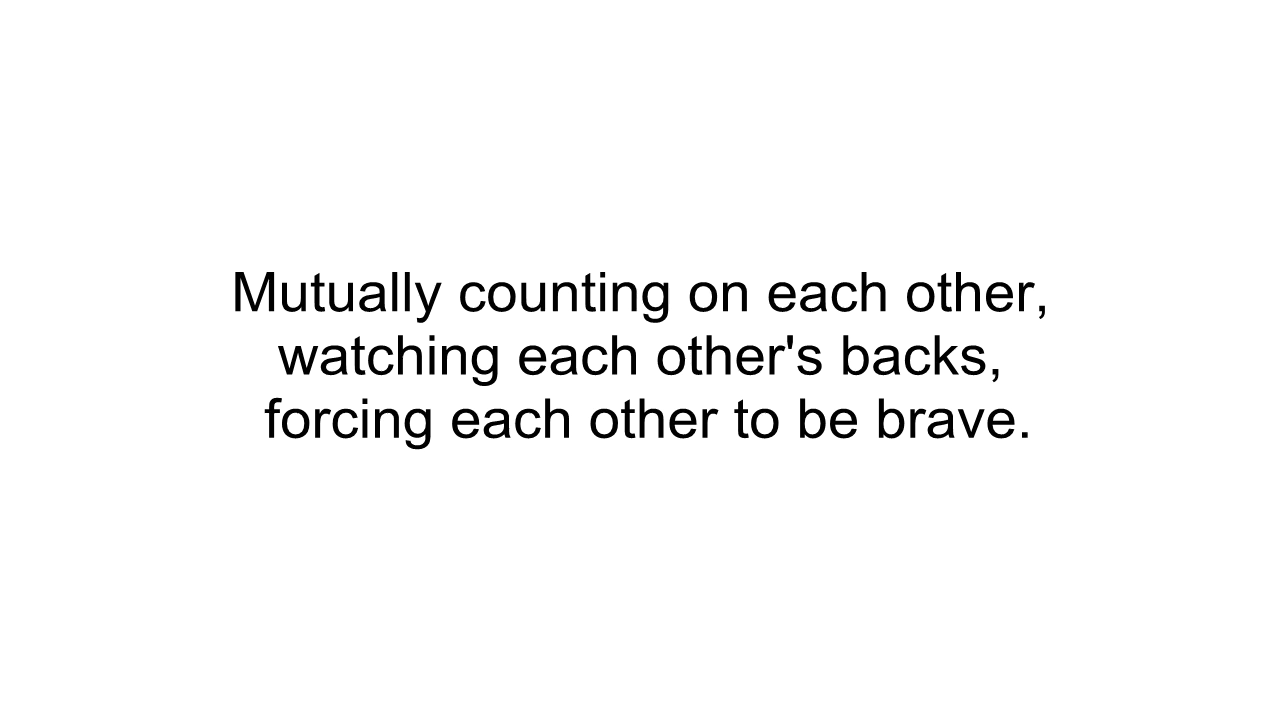 Mutually counting on each other,
watching each other's backs,
forcing each other to be brave.